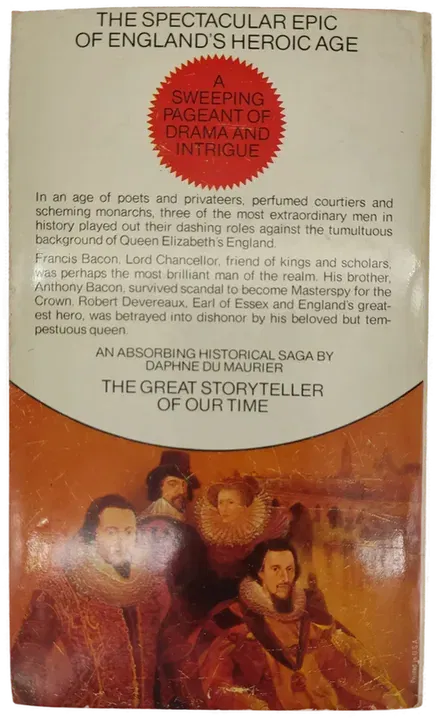 THE SPECTACULAR EPIC
OF ENGLAND'S HEROIC AGE
A
SWEEPING
PAGEANT OF
DRAMA AND
INTRIGUE
In an age of poets and privateers, perfumed courtiers and
scheming monarchs, three of the most extraordinary men in
history played out their dashing roles against the tumultuous
background of Queen Elizabeth's England.
Francis Bacon, Lord Chancellor, friend of kings and scholars,
was perhaps the most brilliant man of the realm. His brother,
Anthony Bacon, survived scandal to become Masterspy for the
Crown. Robert Devereaux, Earl of Essex and England's great-
est hero, was betrayed into dishonor by his beloved but tem-
pestuous queen.
AN ABSORBING HISTORICAL SAGA BY
DAPHNE DU MAURIER
THE GREAT STORYTELLER
OF OUR TIME
Printed in U.S.A.